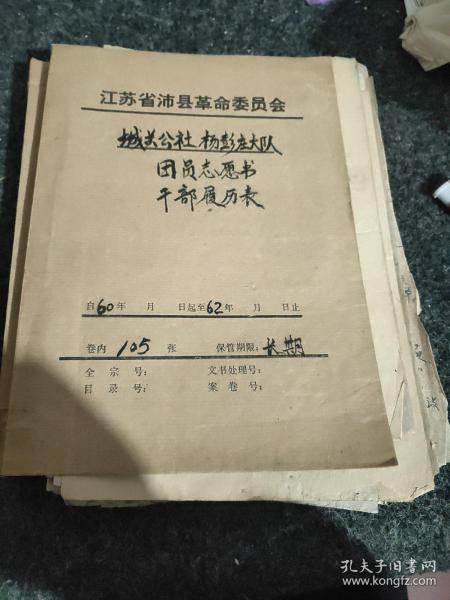 江苏省沛县革命委员会
城关公社杨彭庄大队
团员志愿书
干部履历表
自60年 月 日起至62年 月 日止
卷内 105 张 保管期限：长期
全宗号： 文书处理号：
目录号： 案卷号：
孔夫子旧书网
www.kongfz.com